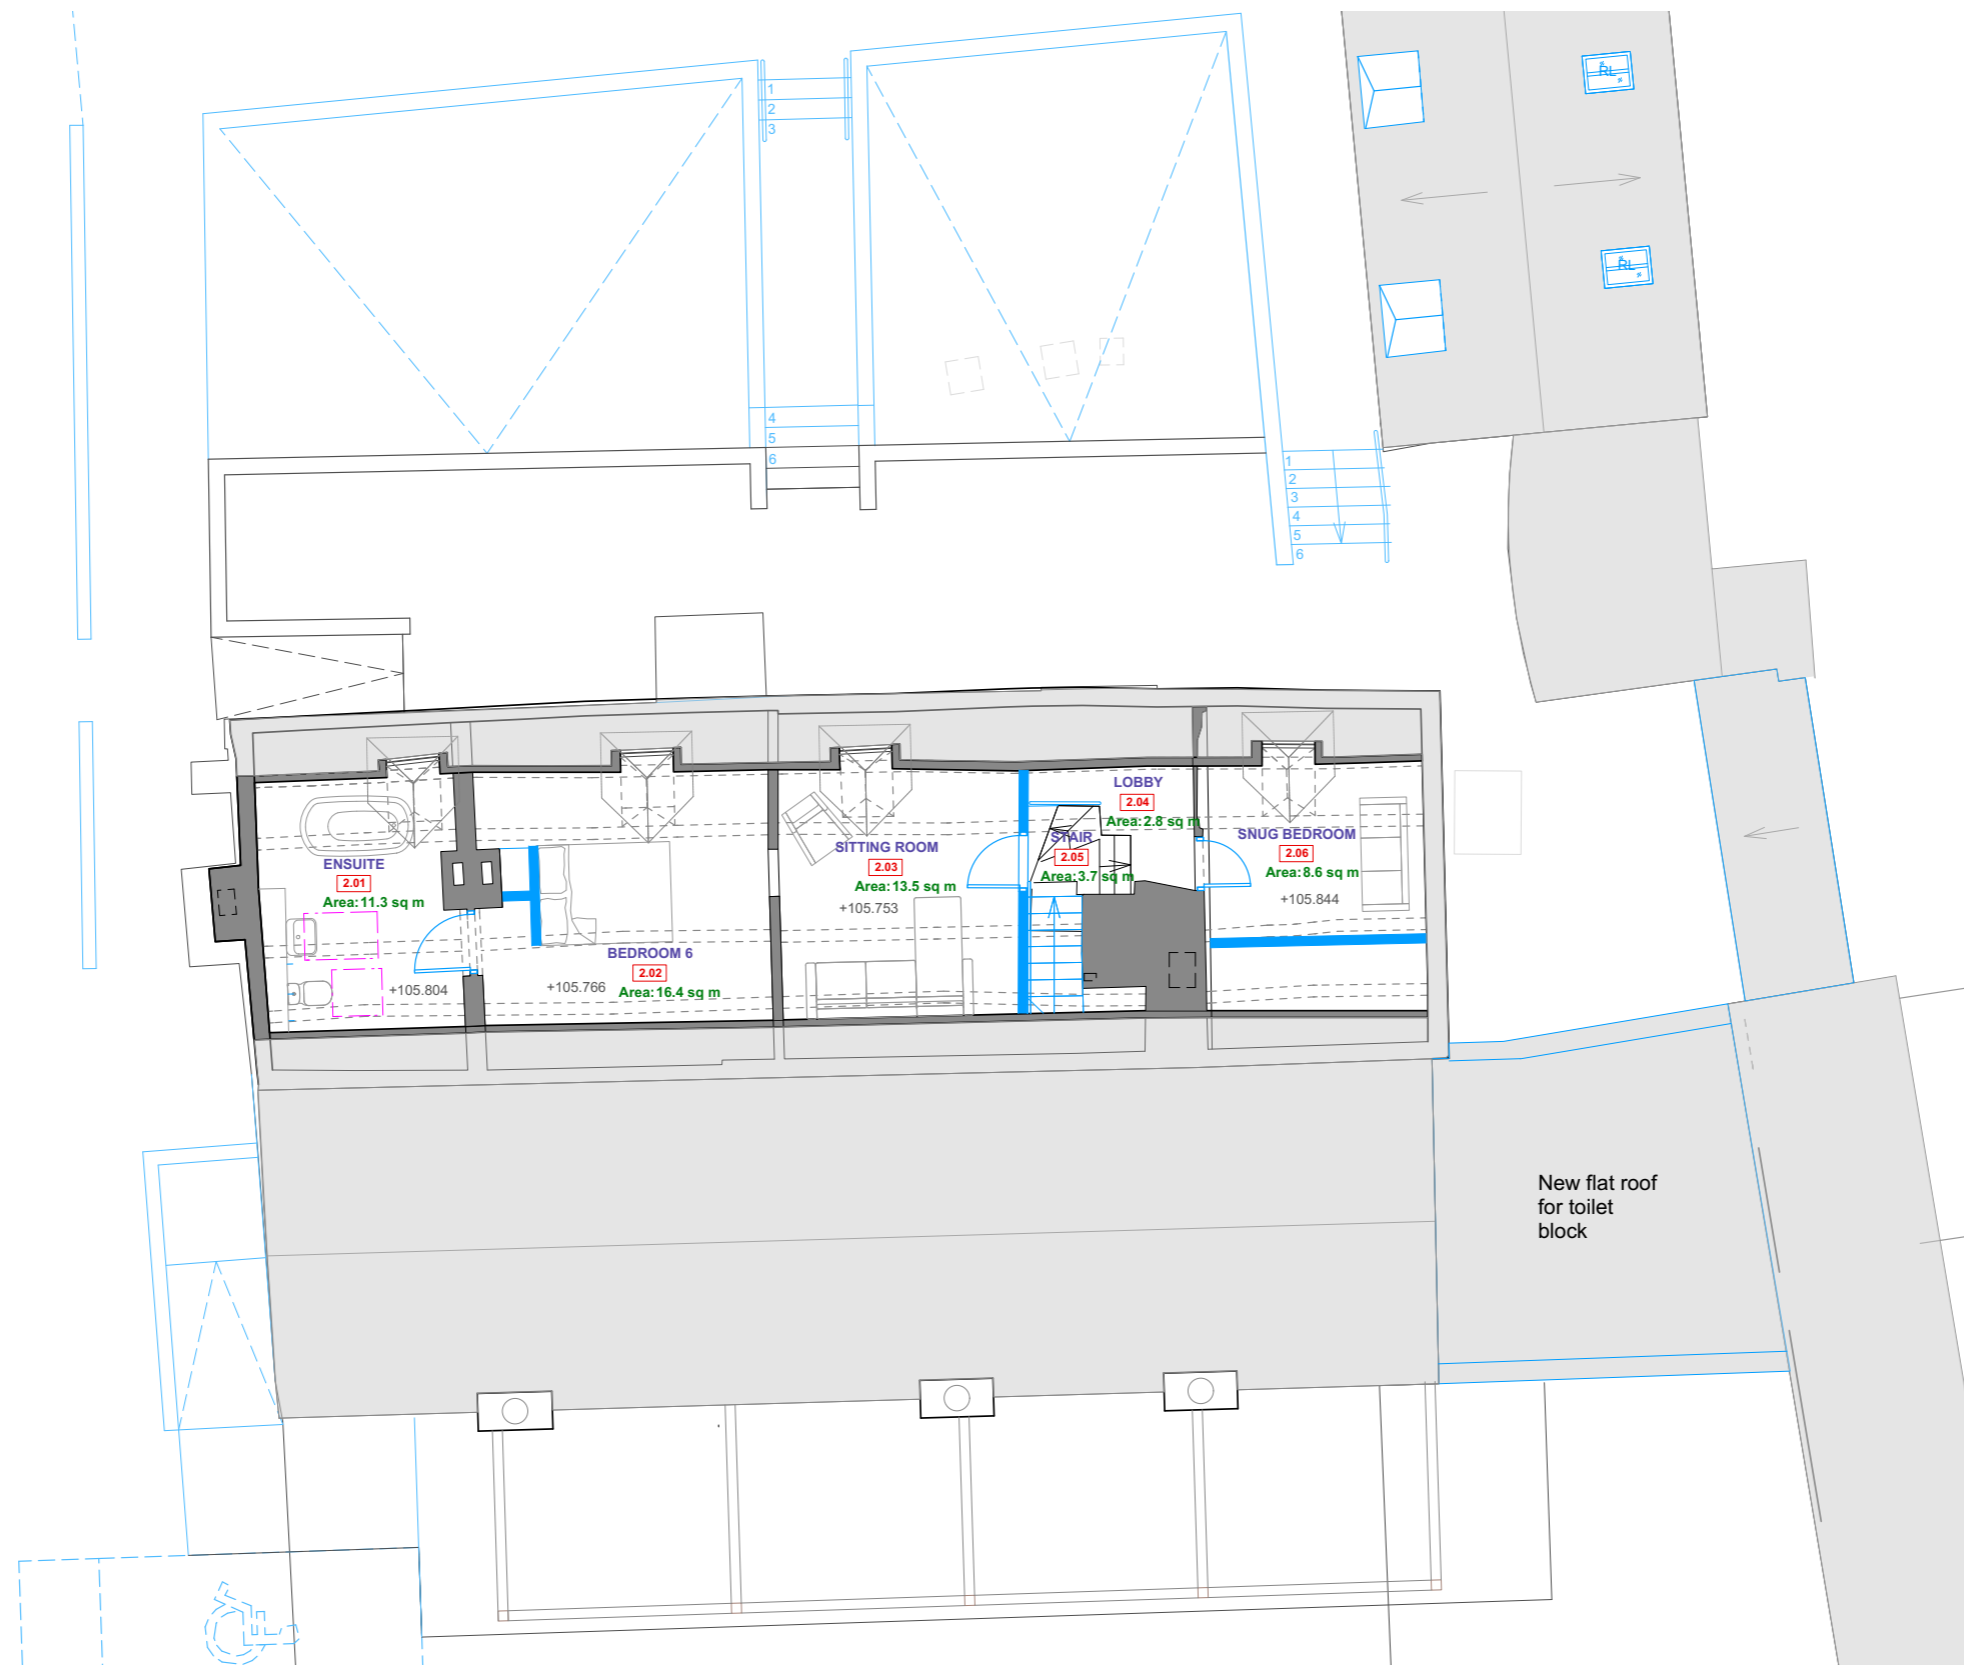 RL
RL
1
2
3
4
5
6
1
2
3
4
5
6
ENSUITE
2.01
Area: 11.3 sq m
+105.804
BEDROOM 6
2.02
Area: 16.4 sq m
+105.766
SITTING ROOM
2.03
Area: 13.5 sq m
+105.753
LOBBY
2.04
Area: 2.8 sq m
STAIR
2.05
Area: 3.7 sq m
SNUG BEDROOM
2.06
Area: 8.6 sq m
+105.844
New flat roof
for toilet
block